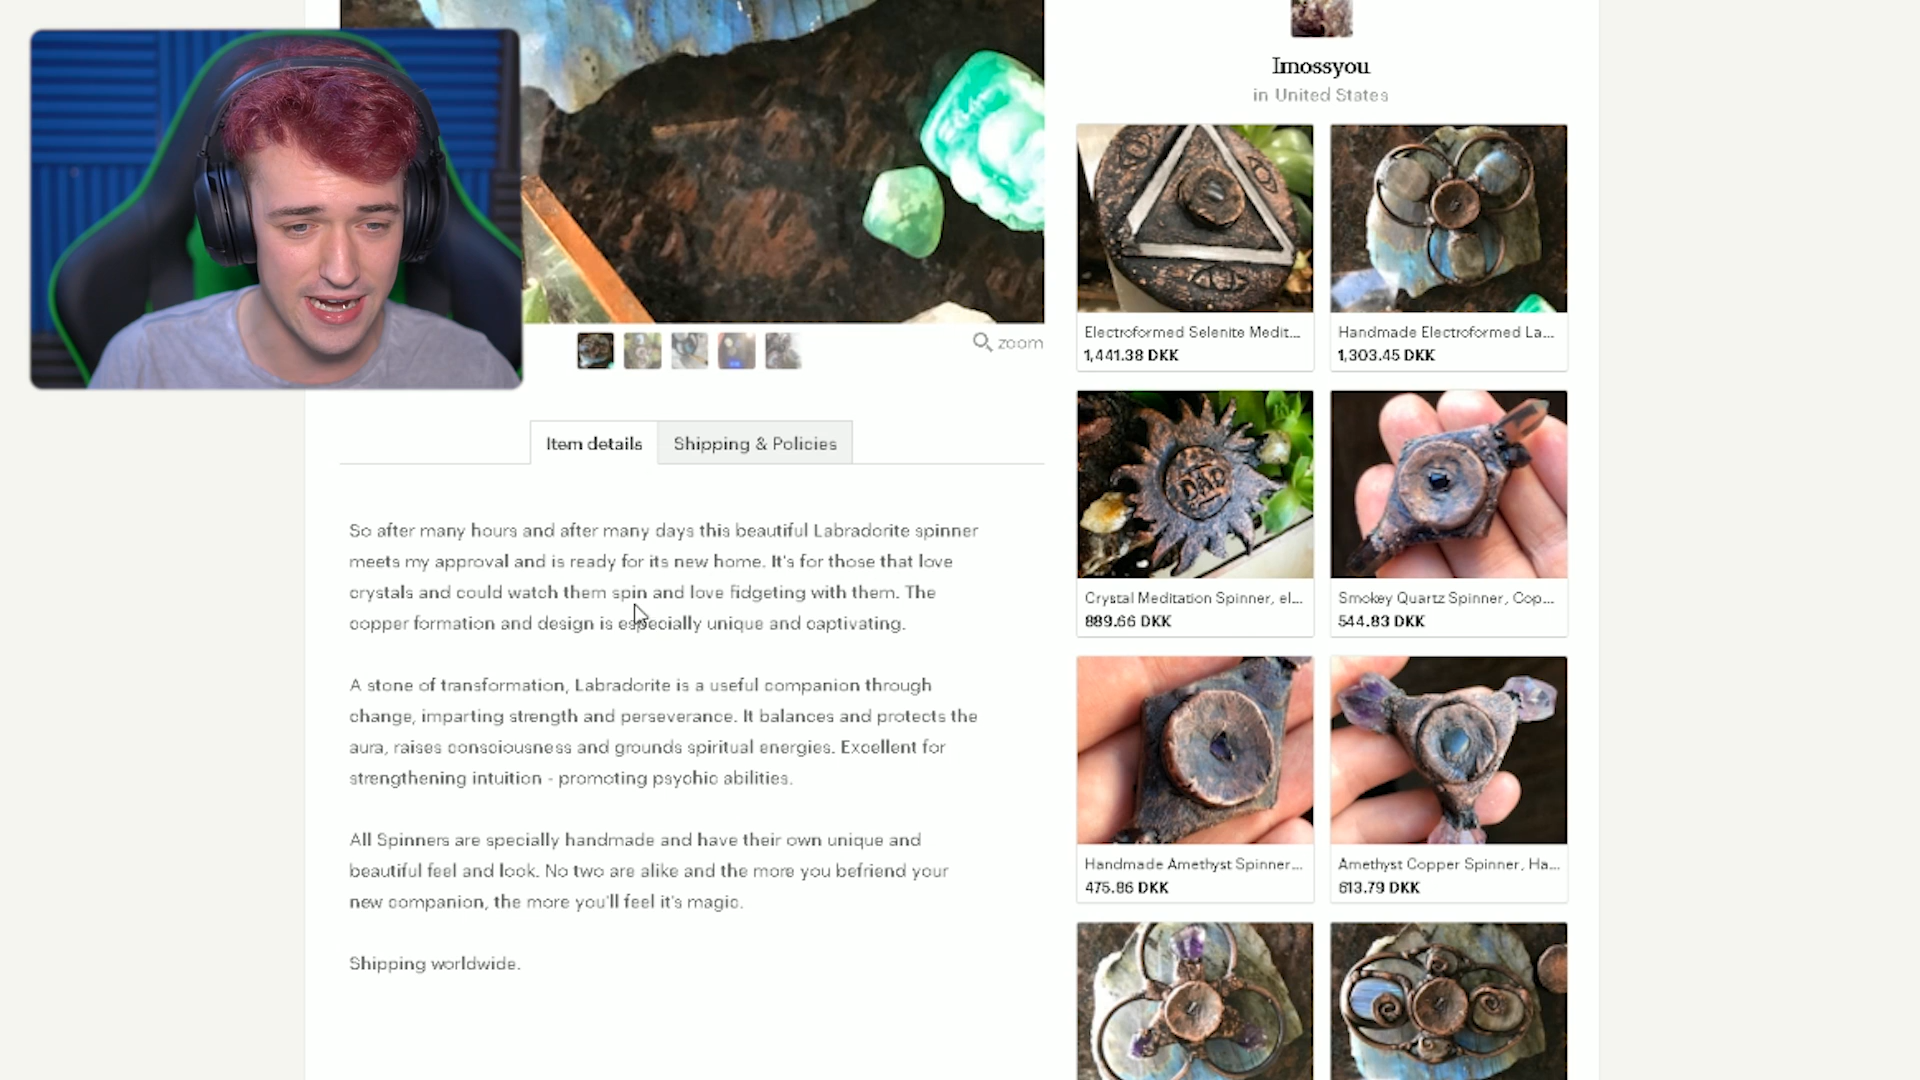 Imossyou
in United States
zoom
Electroformed Selenite Medit...
1,441.38 DKK
Handmade Electroformed La...
1,303.45 DKK
Item details
Shipping & Policies
So after many hours and after many days this beautiful Labradorite spinner
meets my approval and is ready for its new home. It's for those that love
crystals and could watch them spin and love fidgeting with them. The
copper formation and design is especially unique and captivating.
A stone of transformation, Labradorite is a useful companion through
change, imparting strength and perseverance. It balances and protects the
aura, raises consciousness and grounds spiritual energies. Excellent for
strengthening intuition - promoting psychic abilities.
All Spinners are specially handmade and have their own unique and
beautiful feel and look. No two are alike and the more you befriend your
new companion, the more you'll feel it's magic.
Shipping worldwide.
DAD
Crystal Meditation Spinner, el...
889.66 DKK
Smokey Quartz Spinner, Cop...
544.83 DKK
Handmade Amethyst Spinner...
475.86 DKK
Amethyst Copper Spinner, Ha...
613.79 DKK